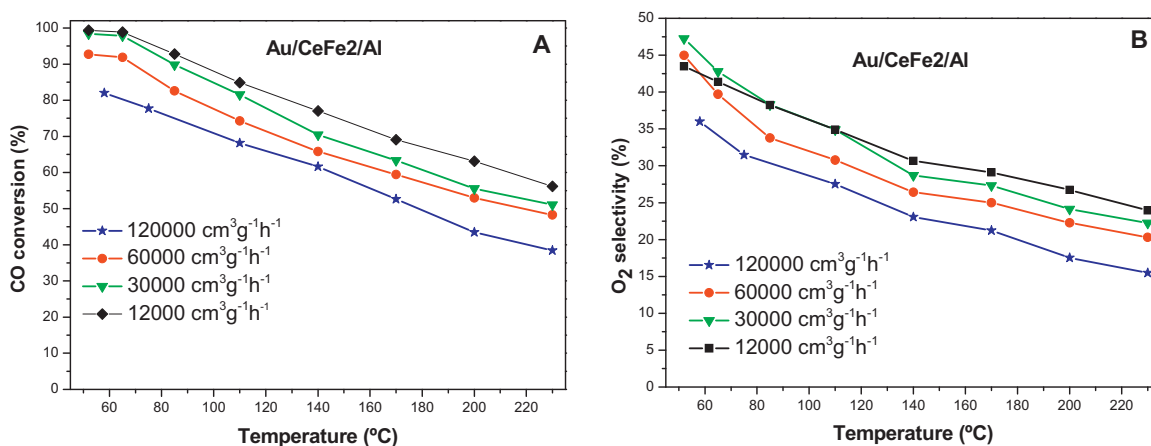 A
Au/CeFe2/Al
CO conversion (%)
100
90
80
70
60
50
40
30
20
10
0
120000 cm³g⁻¹h⁻¹
60000 cm³g⁻¹h⁻¹
30000 cm³g⁻¹h⁻¹
12000 cm³g⁻¹h⁻¹
60 80 100 120 140 160 180 200 220
Temperature (ºC)
B
Au/CeFe2/Al
O₂ selectivity (%)
50
45
40
35
30
25
20
15
10
5
0
120000 cm³g⁻¹h⁻¹
60000 cm³g⁻¹h⁻¹
30000 cm³g⁻¹h⁻¹
12000 cm³g⁻¹h⁻¹
60 80 100 120 140 160 180 200 220
Temperature (ºC)